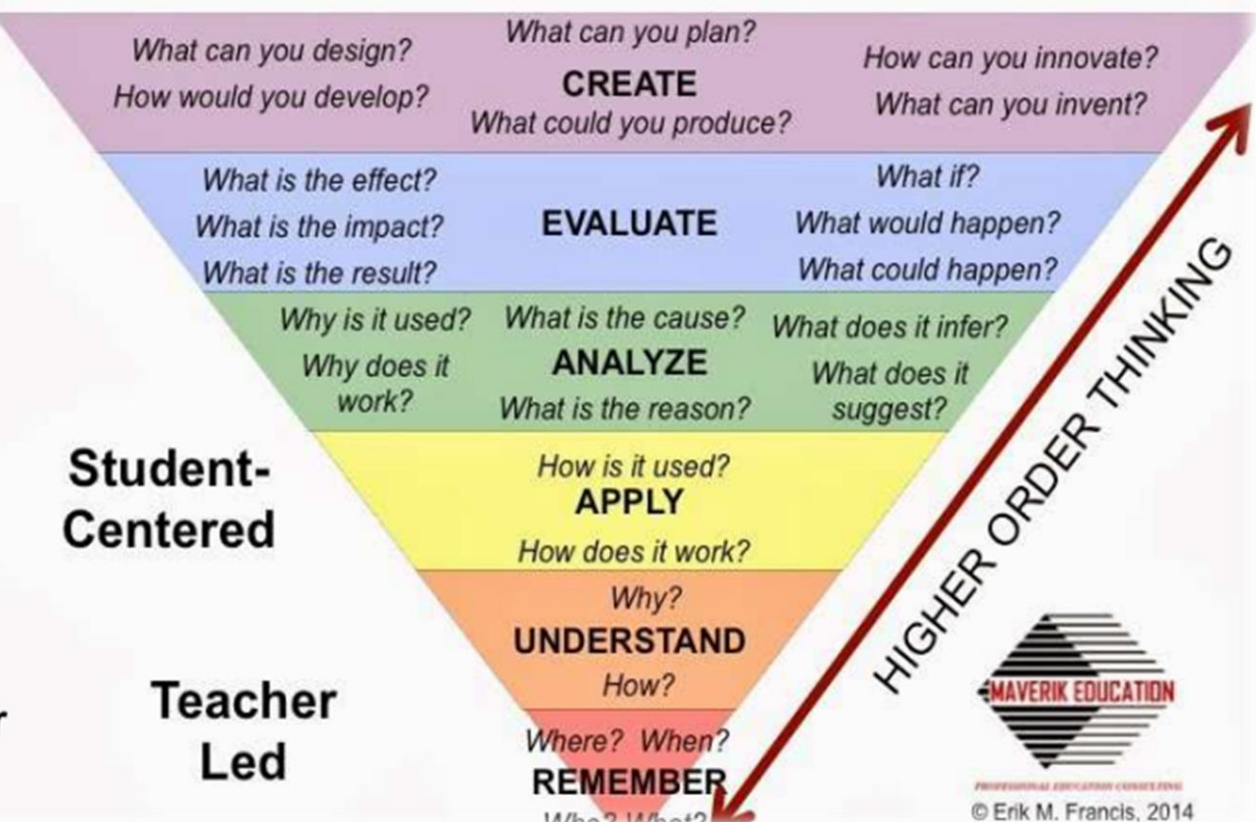 What can you plan?
What can you design?
How would you develop?
CREATE
What could you produce?
How can you innovate?
What can you invent?
What is the effect?
What is the impact?
What is the result?
EVALUATE
What if?
What would happen?
What could happen?
Why is it used?
Why does it
work?
What is the cause?
ANALYZE
What is the reason?
What does it infer?
What does it
suggest?
How is it used?
APPLY
How does it work?
Why?
UNDERSTAND
How?
Where? When?
REMEMBER
Who? What?
Student-
Centered
Teacher
Led
HIGHER ORDER THINKING
MAVERIK EDUCATION
PROFESSIONAL EDUCATION CONSULTING
© Erik M. Francis, 2014